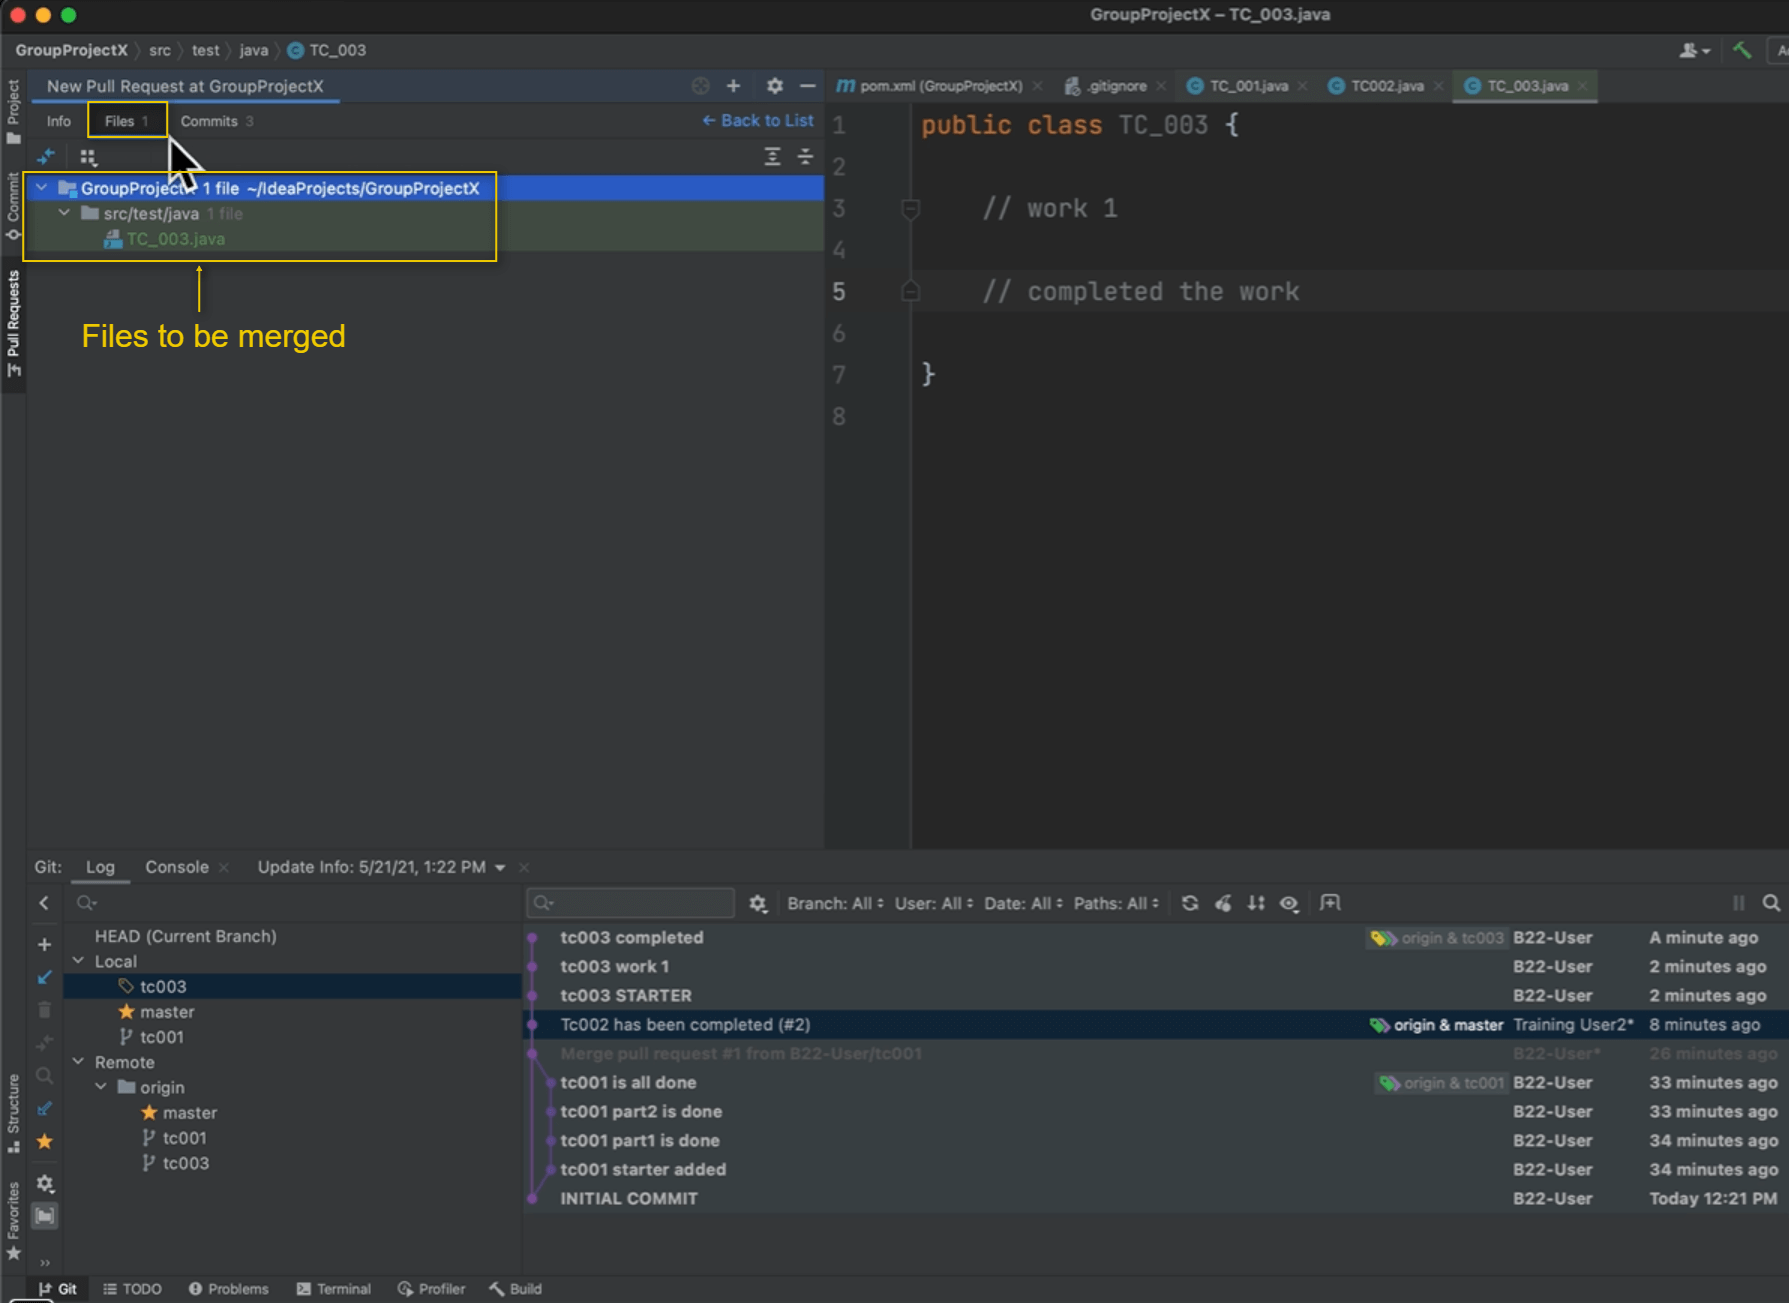 GroupProjectX – TC_003.java
GroupProjectX src test java TC_003
New Pull Request at GroupProjectX
Info Files 1 Commits 3 ← Back to List
GroupProjectX 1 file ~/IdeaProjects/GroupProjectX
src/test/java 1 file
TC_003.java
Files to be merged
Project
Commit
Pull Requests
Structure
Favorites
pom.xml (GroupProjectX) .gitignore TC_001.java TC002.java TC_003.java
1 public class TC_003 {
2
3 // work 1
4
5 // completed the work
6
7 }
8
Git: Log Console Update Info: 5/21/21, 1:22 PM
HEAD (Current Branch)
Local
tc003
master
tc001
Remote
origin
master
tc001
tc003
Branch: All User: All Date: All Paths: All
tc003 completed origin & tc003 B22-User A minute ago
tc003 work 1 B22-User 2 minutes ago
tc003 STARTER B22-User 2 minutes ago
Tc002 has been completed (#2) origin & master Training User2* 8 minutes ago
Merge pull request #1 from B22-User/tc001 B22-User* 26 minutes ago
tc001 is all done origin & tc001 B22-User 33 minutes ago
tc001 part2 is done B22-User 33 minutes ago
tc001 part1 is done B22-User 34 minutes ago
tc001 starter added B22-User 34 minutes ago
INITIAL COMMIT B22-User Today 12:21 PM
Git TODO Problems Terminal Profiler Build